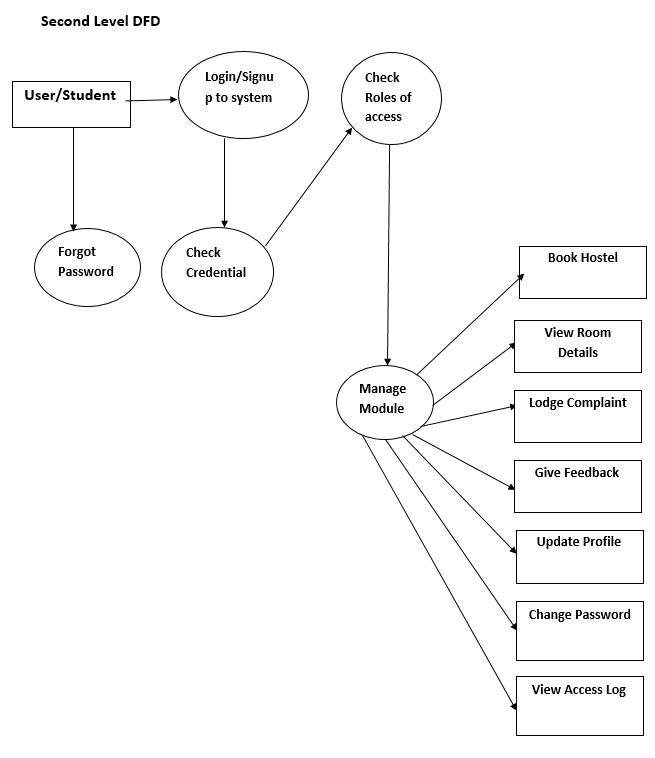 Second Level DFD
User/Student
Login/Signu
p to system
Check
Roles of
access
Forgot
Password
Check
Credential
Manage
Module
Book Hostel
View Room
Details
Lodge Complaint
Give Feedback
Update Profile
Change Password
View Access Log